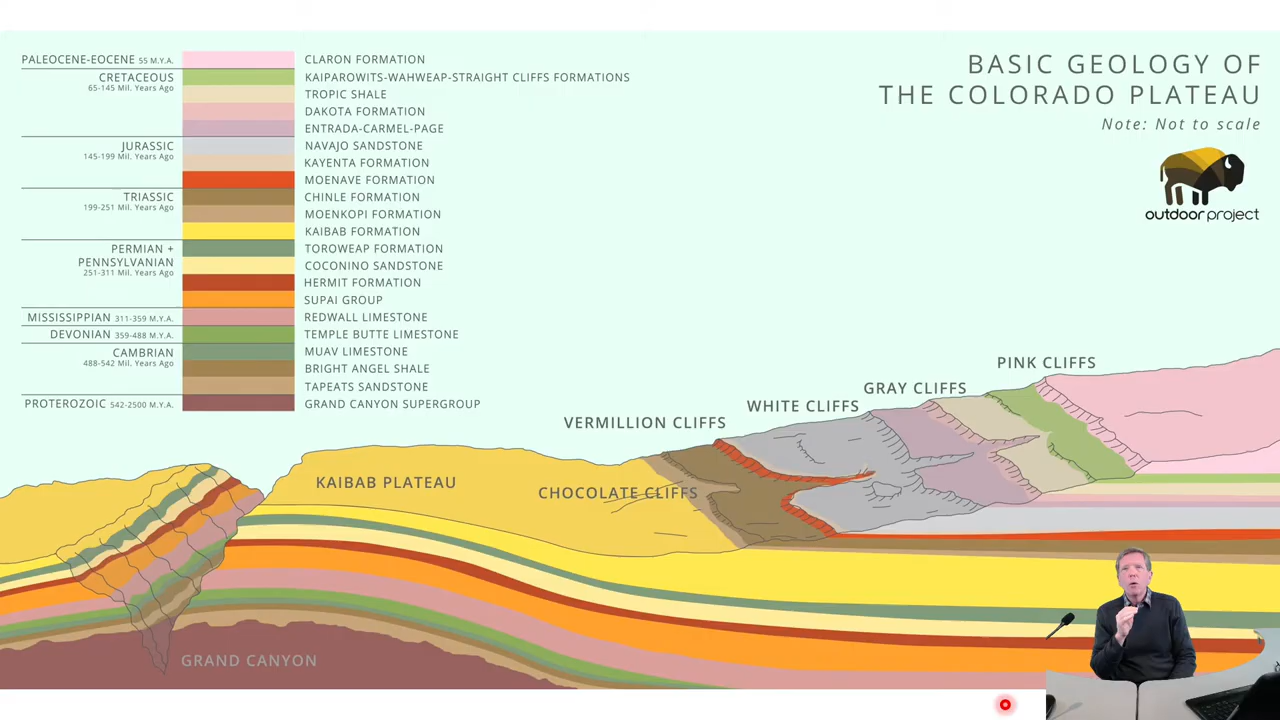 PALEOCENE-EOCENE 55 M.Y.A. CLARON FORMATION
CRETACEOUS KAIPAROWITS-WAHWEAP-STRAIGHT CLIFFS FORMATIONS
65-145 Mil. Years Ago
TROPIC SHALE
DAKOTA FORMATION
ENTRADA-CARMEL-PAGE
JURASSIC NAVAJO SANDSTONE
145-199 Mil. Years Ago
KAYENTA FORMATION
MOENAVE FORMATION
TRIASSIC CHINLE FORMATION
199-251 Mil. Years Ago
MOENKOPI FORMATION
KAIBAB FORMATION
PERMIAN + TOROWEAP FORMATION
PENNSYLVANIAN COCONINO SANDSTONE
251-311 Mil. Years Ago
HERMIT FORMATION
SUPAI GROUP
MISSISSIPPIAN 311-359 M.Y.A. REDWALL LIMESTONE
DEVONIAN 359-488 M.Y.A. TEMPLE BUTTE LIMESTONE
CAMBRIAN MUAV LIMESTONE
488-542 Mil. Years Ago
BRIGHT ANGEL SHALE
TAPEATS SANDSTONE
PROTEROZOIC 542-2500 M.Y.A. GRAND CANYON SUPERGROUP
BASIC GEOLOGY OF
THE COLORADO PLATEAU
Note: Not to scale
outdoor project
PINK CLIFFS
GRAY CLIFFS
WHITE CLIFFS
VERMILLION CLIFFS
KAIBAB PLATEAU
CHOCOLATE CLIFFS
GRAND CANYON